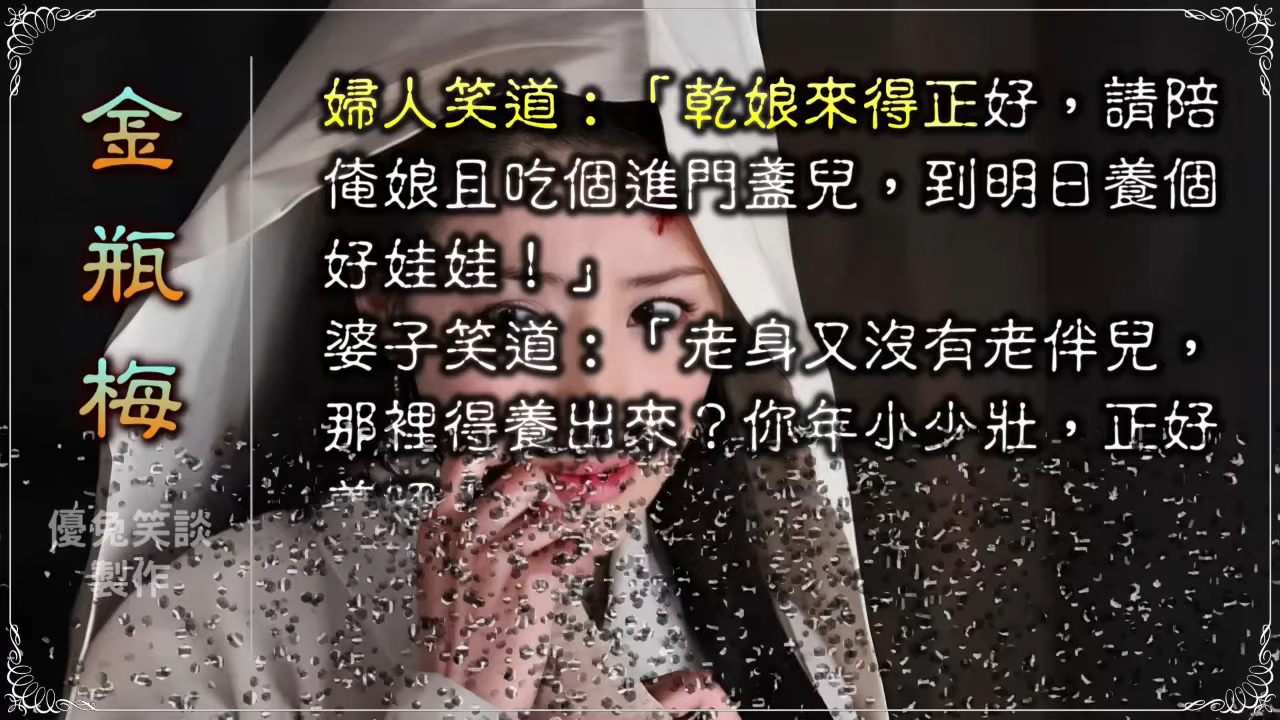 金瓶梅
婦人笑道：「乾娘來得正好，請陪
俺娘且吃個進門盞兒，到明日養個
好娃娃！」
婆子笑道：「老身又沒有老伴兒，
那裡得養出來？你年小少壯，正好
優兔笑談
製作